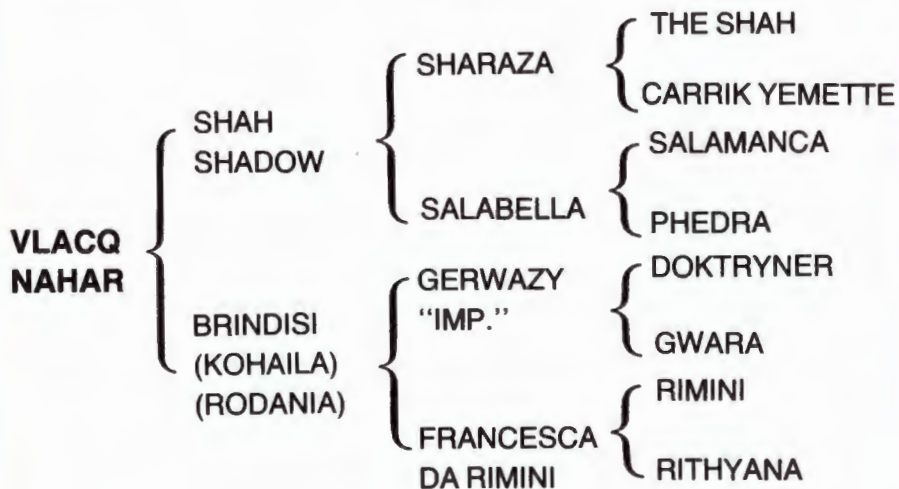 VLACQ
NAHAR
SHAH
SHADOW
BRINDISI
(KOHAILA)
(RODANIA)
SHARAZA
SALABELLA
GERWAZY
"IMP."
FRANCESCA
DA RIMINI
THE SHAH
CARRIK YEMETTE
SALAMANCA
PHEDRA
DOKTRYNER
GWARA
RIMINI
RITHYANA